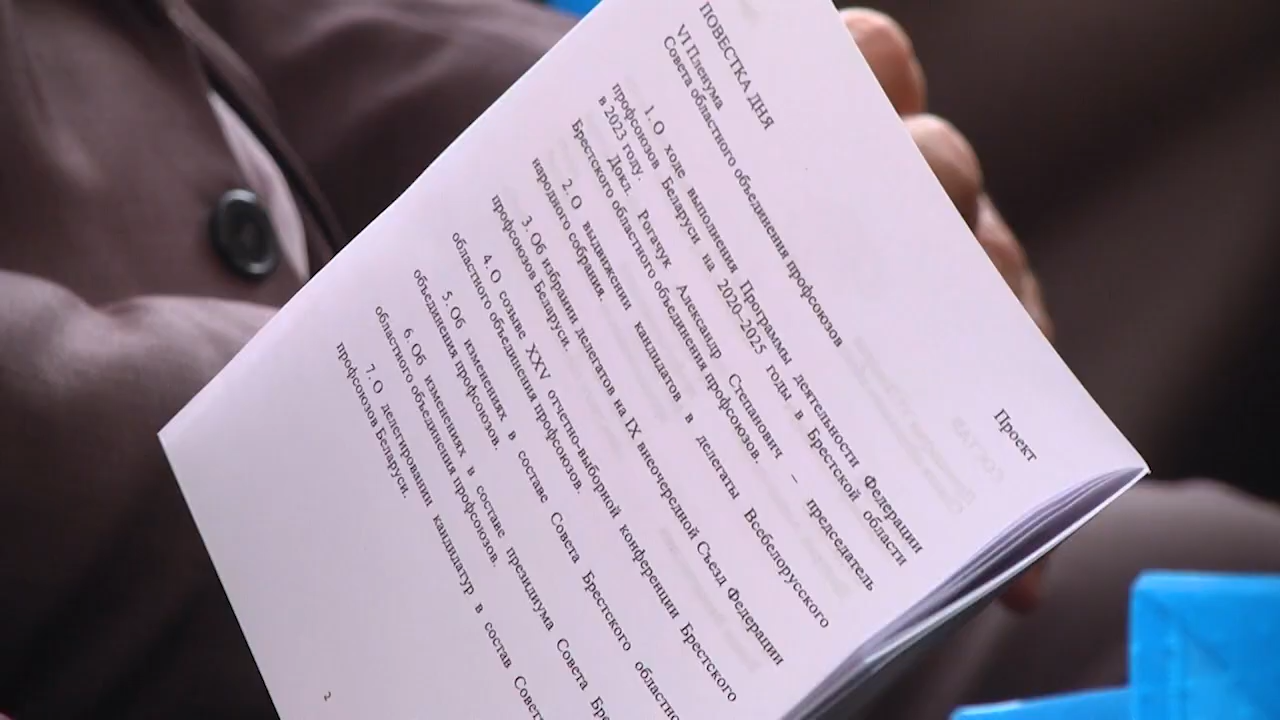 Проект
ПОВЕСТКА ДНЯ
VI Пленума
Совета областного объединения профсоюзов
1. О ходе выполнения Программы деятельности Федерации
профсоюзов Беларуси на 2020–2025 годы в Брестской области
в 2023 году.
Докл. Рогачук Александр Степанович – председатель
Брестского областного объединения профсоюзов.
2. О выдвижении кандидатов в делегаты Всебелорусского
народного собрания.
3. Об избрании делегатов на IX внеочередной Съезд Федерации
профсоюзов Беларуси.
4. О созыве XXV отчетно-выборной конференции Брестского
областного объединения профсоюзов.
5. Об изменениях в составе Совета Брестского областно
объединения профсоюзов.
6. Об изменениях в составе президиума Совета Бре
областного объединения профсоюзов.
7. О делегировании кандидатур в состав Совет
профсоюзов Беларуси.
2